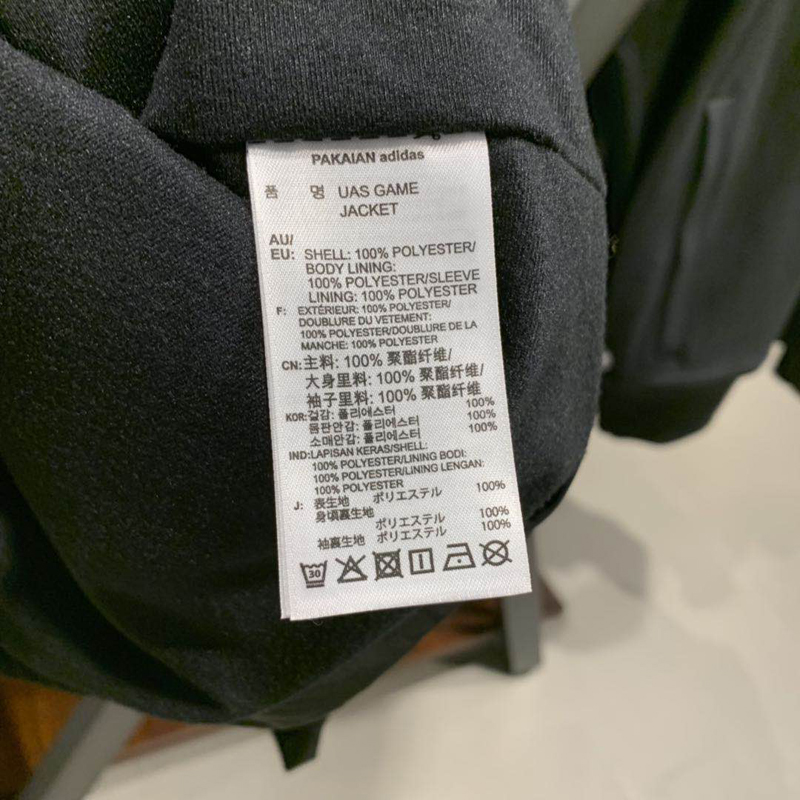 PAKAIAN adidas
품 명 UAS GAME
JACKET
AU/
EU: SHELL: 100% POLYESTER/
BODY LINING:
100% POLYESTER/SLEEVE
LINING: 100% POLYESTER
F: EXTÉRIEUR: 100% POLYESTER/
DOUBLURE DU VETEMENT:
100% POLYESTER/DOUBLURE DE LA
MANCHE: 100% POLYESTER
CN: 主料: 100% 聚酯纤维/
大身里料: 100% 聚酯纤维/
袖子里料: 100% 聚酯纤维
KOR: 겉감: 폴리에스터 100%
몸판안감: 폴리에스터 100%
소매안감: 폴리에스터 100%
IND: LAPISAN KERAS/SHELL:
100% POLYESTER/LINING BODI:
100% POLYESTER/LINING LENGAN:
100% POLYESTER
J: 表生地 ポリエステル 100%
身頃裏生地
ポリエステル 100%
袖裏生地 ポリエステル 100%
30